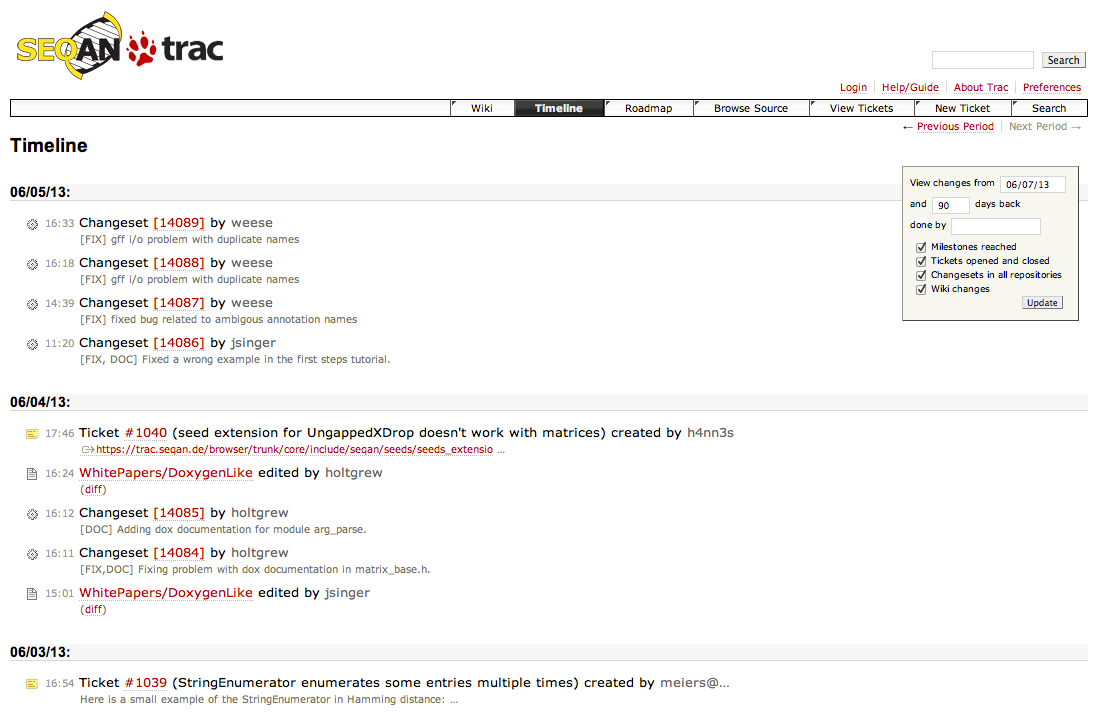 SEQAN trac
Search
Login Help/Guide About Trac Preferences
Wiki Timeline Roadmap Browse Source View Tickets New Ticket Search
← Previous Period Next Period →
Timeline
View changes from 06/07/13
and 90 days back
done by
Milestones reached
Tickets opened and closed
Changesets in all repositories
Wiki changes
Update
06/05/13:
16:33 Changeset [14089] by weese
[FIX] gff i/o problem with duplicate names
16:18 Changeset [14088] by weese
[FIX] gff i/o problem with duplicate names
14:39 Changeset [14087] by weese
[FIX] fixed bug related to ambigous annotation names
11:20 Changeset [14086] by jsinger
[FIX, DOC] Fixed a wrong example in the first steps tutorial.
06/04/13:
17:46 Ticket #1040 (seed extension for UngappedXDrop doesn't work with matrices) created by h4nn3s
https://trac.seqan.de/browser/trunk/core/include/seqan/seeds/seeds_extensio ...
16:24 WhitePapers/DoxygenLike edited by holtgrew
(diff)
16:12 Changeset [14085] by holtgrew
[DOC] Adding dox documentation for module arg_parse.
16:11 Changeset [14084] by holtgrew
[FIX,DOC] Fixing problem with dox documentation in matrix_base.h.
15:01 WhitePapers/DoxygenLike edited by jsinger
(diff)
06/03/13:
16:54 Ticket #1039 (StringEnumerator enumerates some entries multiple times) created by meiers@...
Here is a small example of the StringEnumerator in Hamming distance: ...